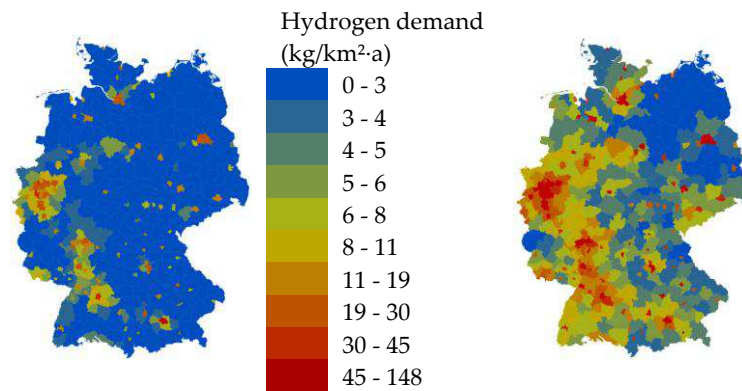 Hydrogen demand
(kg/km²·a)
0 - 3
3 - 4
4 - 5
5 - 6
6 - 8
8 - 11
11 - 19
19 - 30
30 - 45
45 - 148